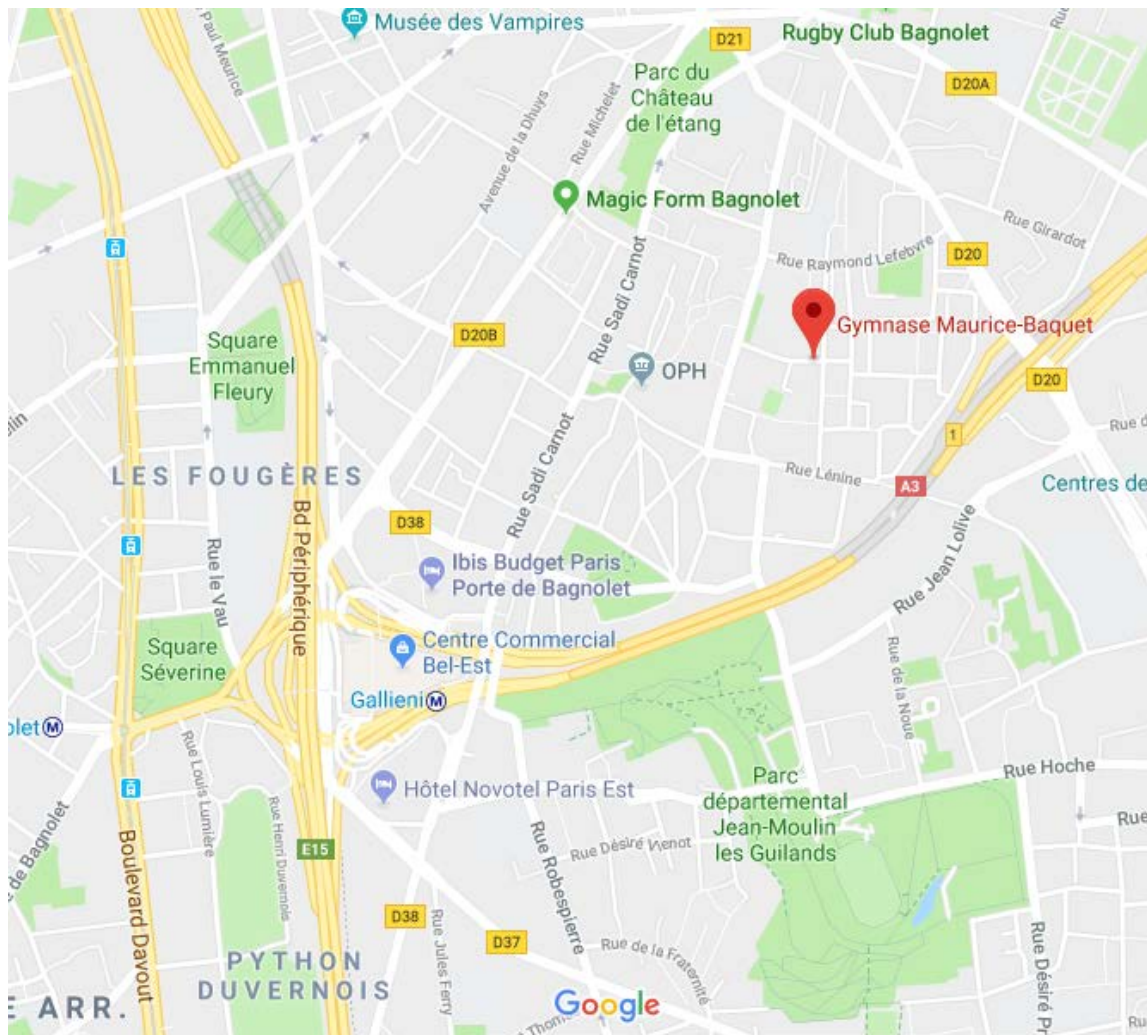 Musée des Vampires
D21
Rugby Club Bagnolet
Paul Meurice
D20A
Parc du
Château
de l'étang
Avenue de la Dhuys
Rue Michelet
Magic Form Bagnolet
Rue Girardot
Rue Raymond Lefebvre
D20
Rue Sadi Carnot
Gymnase Maurice-Baquet
D20B
Square
Emmanuel
Fleury
OPH
D20
1
Rue Sadi Carnot
LES FOUGÈRES
Rue Lénine
A3
Centres de
Bd Périphérique
D38
Rue le Vau
Ibis Budget Paris
Porte de Bagnolet
Rue Jean Lolive
Square
Séverine
Centre Commercial
Bel-Est
Rue de la Noue
Gallieni M
olet M
Rue Louis Lumière
Rue Henri Duvernois
Hôtel Novotel Paris Est
Parc
départemental
Jean-Moulin
les Guilands
Rue Hoche
Rue
E15
Boulevard Davout
de Bagnolet
Rue Robespierre
Rue Désiré
D38
Rue Jules Ferry
D37
Rue de la Fraternité
PYTHON
DUVERNOIS
Rue Désiré Pr
E ARR.
Google